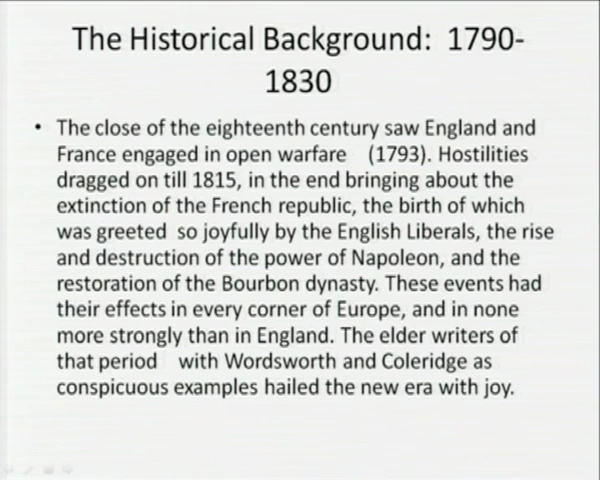 The Historical Background:  1790-
1830
• The close of the eighteenth century saw England and
France engaged in open warfare    (1793). Hostilities
dragged on till 1815, in the end bringing about the
extinction of the French republic, the birth of which
was greeted  so joyfully by the English Liberals, the rise
and destruction of the power of Napoleon, and the
restoration of the Bourbon dynasty. These events had
their effects in every corner of Europe, and in none
more strongly than in England. The elder writers of
that period    with Wordsworth and Coleridge as
conspicuous examples hailed the new era with joy.